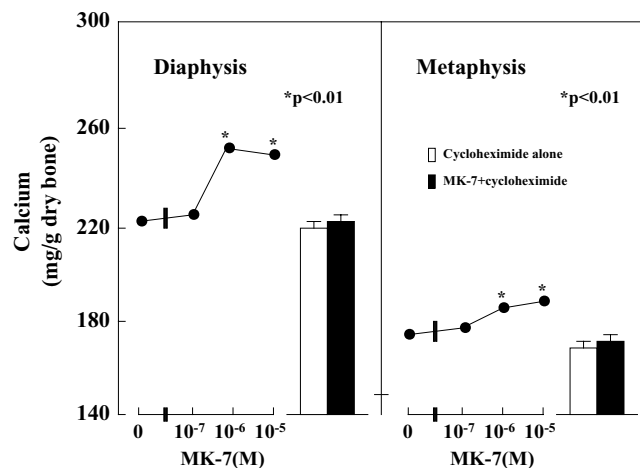 300
Diaphysis
Metaphysis
*p<0.01
*p<0.01
260
*
*
Cycloheximide alone
MK-7+cycloheximide
Calcium
(mg/g dry bone)
220
*
*
180
140
0
10⁻⁷
10⁻⁶
10⁻⁵
0
10⁻⁷
10⁻⁶
10⁻⁵
MK-7(M)
MK-7(M)